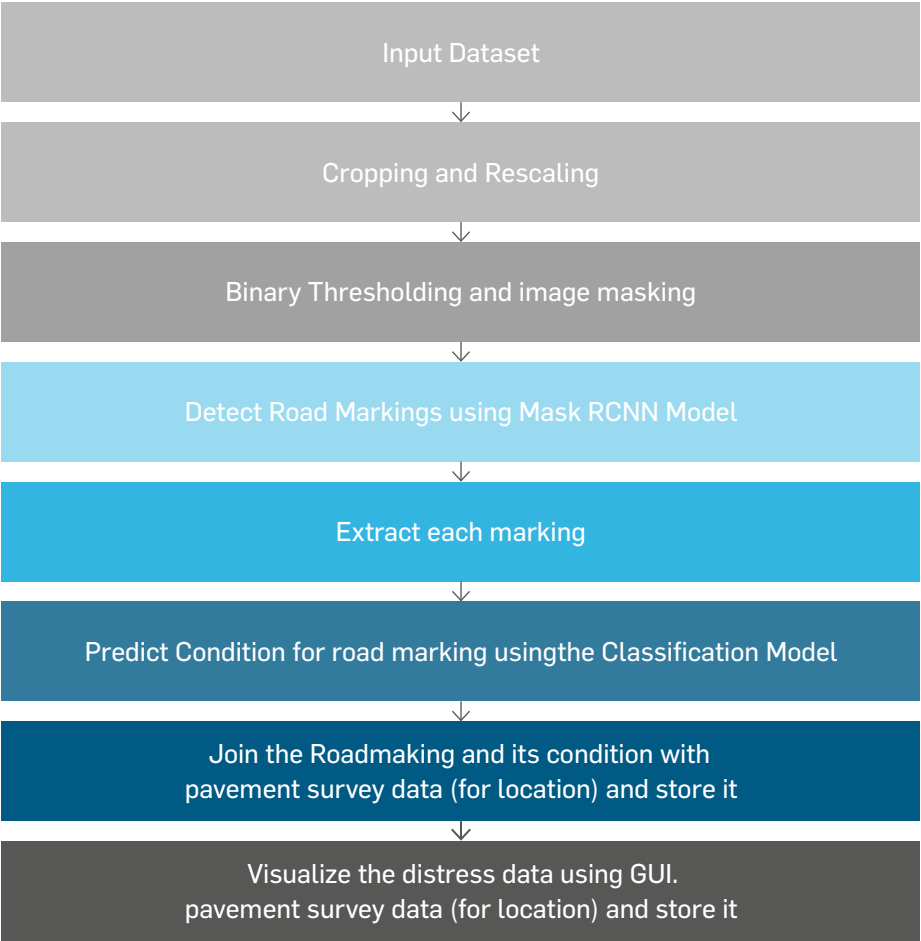 Input Dataset
Cropping and Rescaling
Binary Thresholding and image masking
Detect Road Markings using Mask RCNN Model
Extract each marking
Predict Condition for road marking usingthe Classification Model
Join the Roadmaking and its condition with
pavement survey data (for location) and store it
Visualize the distress data using GUI.
pavement survey data (for location) and store it